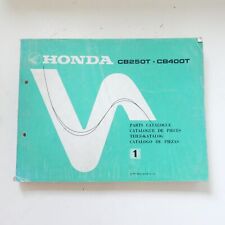 HONDA CB250T - CB400T
PARTS CATALOGUE
CATALOGUE DE PIECES
TEILE-KATALOG
CATALOGO DE PIEZAS
1